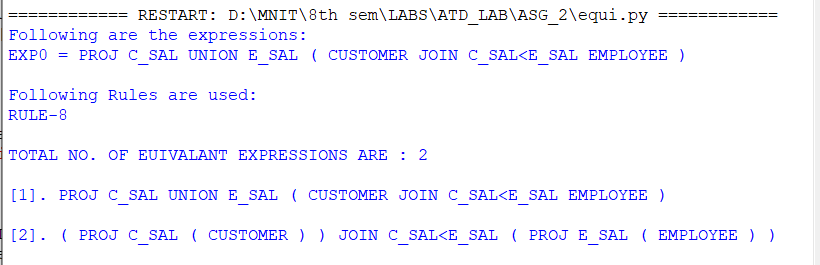 ============ RESTART: D:\MNIT\8th sem\LABS\ATD_LAB\ASG_2\equi.py ============
Following are the expressions:
EXP0 = PROJ C_SAL UNION E_SAL ( CUSTOMER JOIN C_SAL<E_SAL EMPLOYEE )
Following Rules are used:
RULE-8
TOTAL NO. OF EUIVALANT EXPRESSIONS ARE : 2
[1]. PROJ C_SAL UNION E_SAL ( CUSTOMER JOIN C_SAL<E_SAL EMPLOYEE )
[2]. ( PROJ C_SAL ( CUSTOMER ) ) JOIN C_SAL<E_SAL ( PROJ E_SAL ( EMPLOYEE ) )